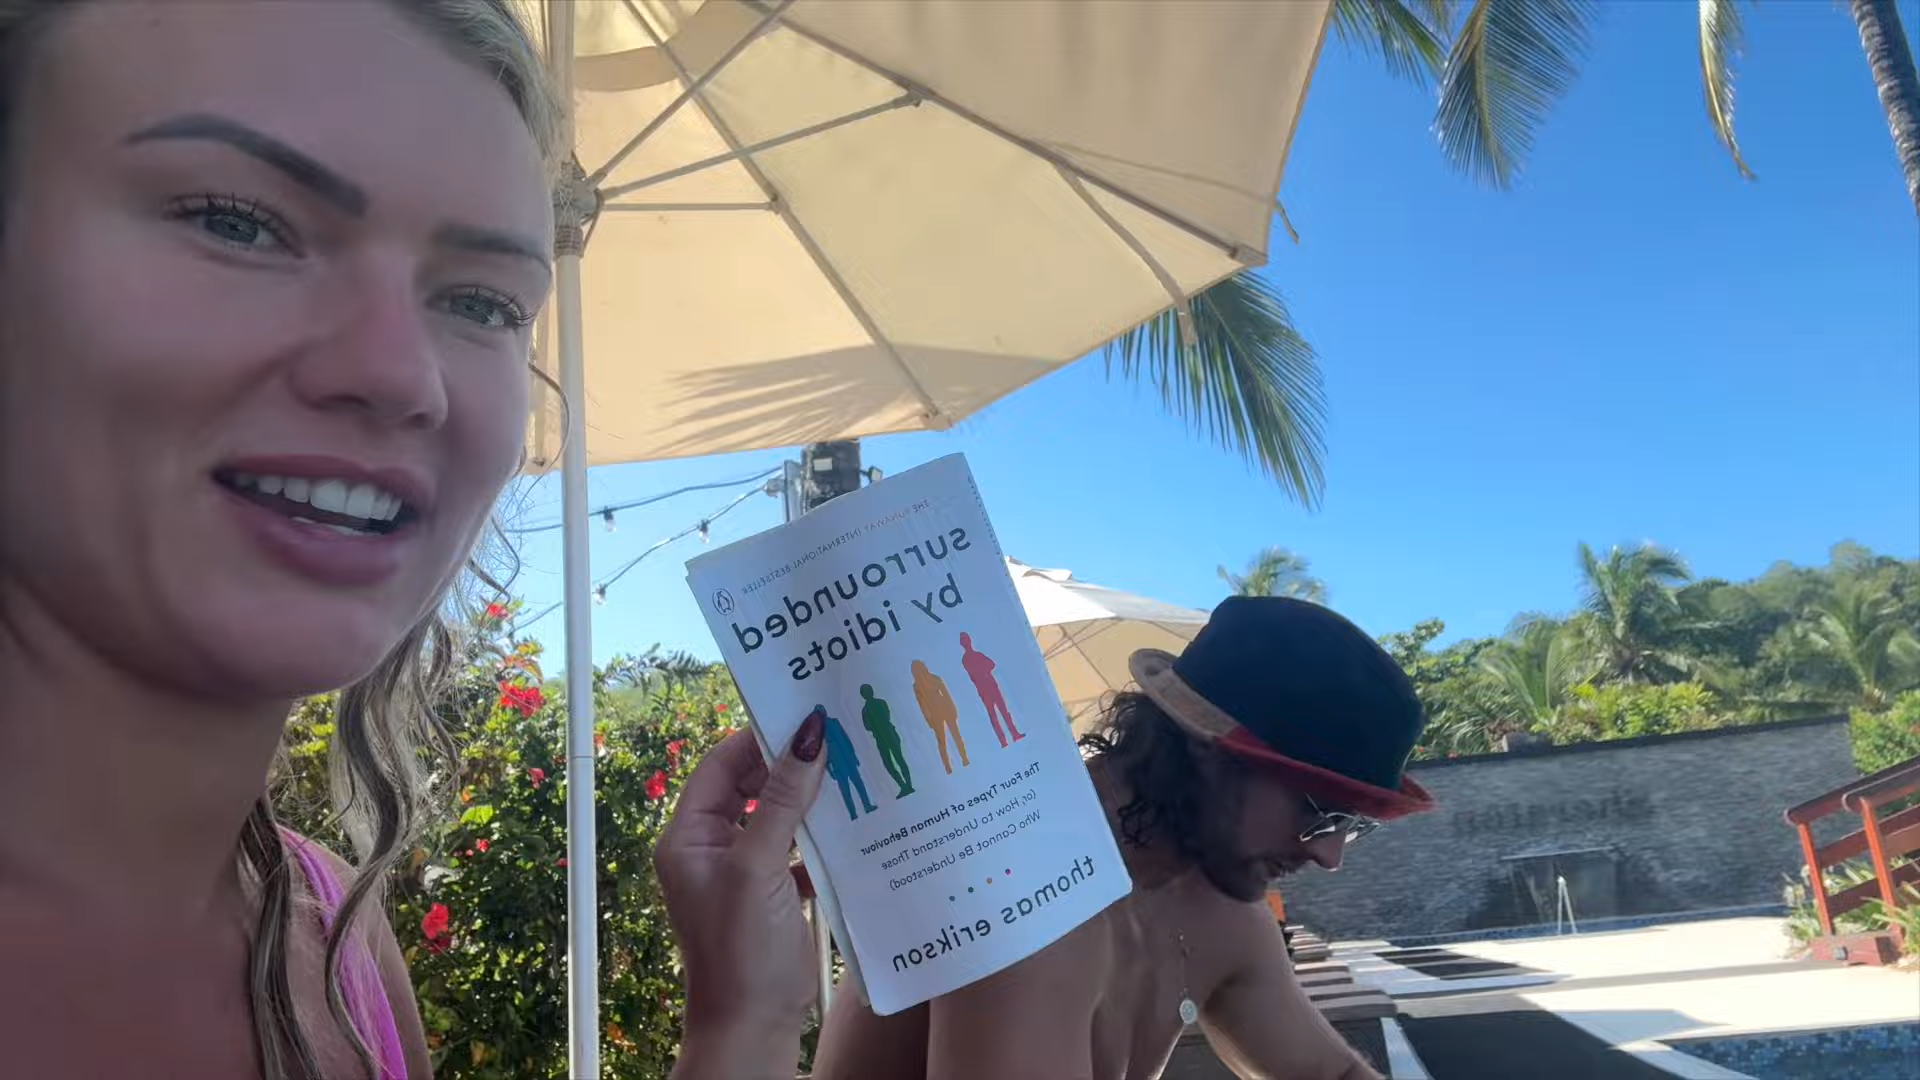 THE RUNAWAY INTERNATIONAL BESTSELLER
surrounded
by idiots
The Four Types of Human Behaviour
(or, How to Understand Those
Who Cannot Be Understood)
thomas erikson